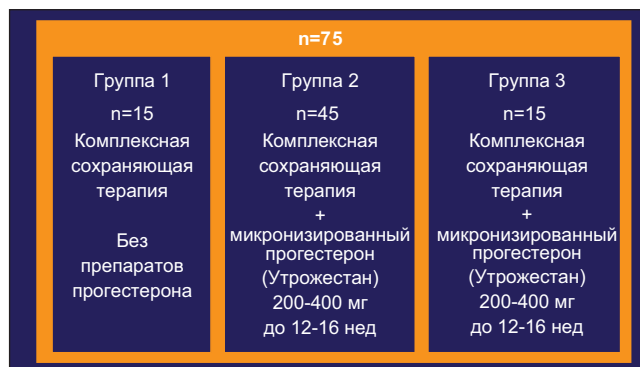 n=75
Группа 1
n=15
Комплексная
сохраняющая
терапия
Без
препаратов
прогестерона
Группа 2
n=45
Комплексная
сохраняющая
терапия
+
микронизированный
прогестерон
(Утрожестан)
200-400 мг
до 12-16 нед
Группа 3
n=15
Комплексная
сохраняющая
терапия
+
микронизированный
прогестерон
(Утрожестан)
200-400 мг
до 12-16 нед